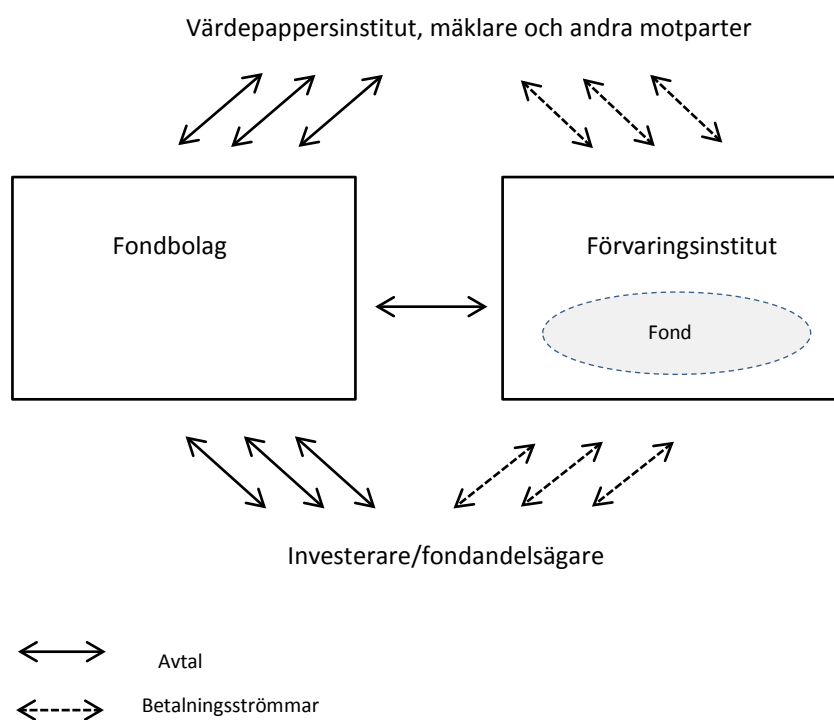 Värdepappersinstitut, mäklare och andra motparter
Fondbolag
Förvaringsinstitut
Fond
Investerare/fondandelsägare
Avtal
Betalningsströmmar